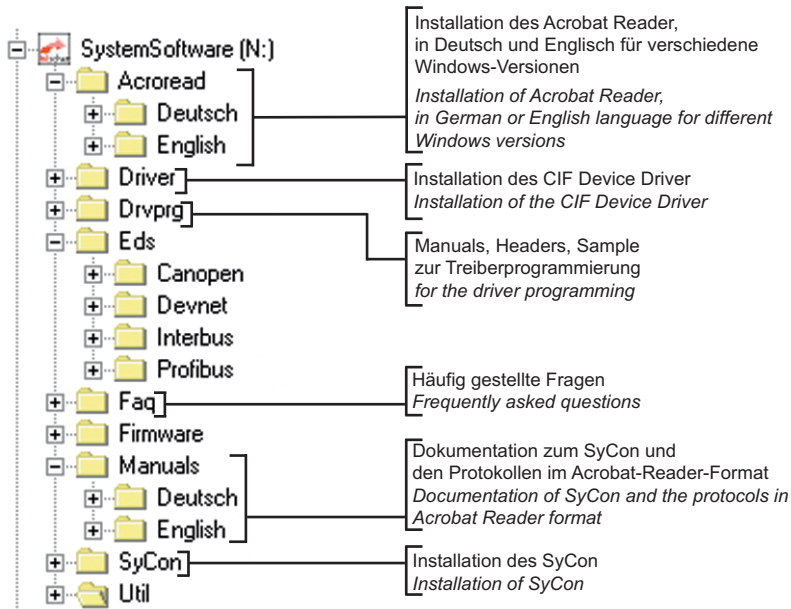 SystemSoftware (N:)
Acroread
Deutsch
English
Driver
Drvprg
Eds
Canopen
Devnet
Interbus
Profibus
Faq
Firmware
Manuals
Deutsch
English
SyCon
Util
Installation des Acrobat Reader,
in Deutsch und Englisch für verschiedene
Windows-Versionen
Installation of Acrobat Reader,
in German or English language for different
Windows versions
Installation des CIF Device Driver
Installation of the CIF Device Driver
Manuals, Headers, Sample
zur Treiberprogrammierung
for the driver programming
Häufig gestellte Fragen
Frequently asked questions
Dokumentation zum SyCon und
den Protokollen im Acrobat-Reader-Format
Documentation of SyCon and the protocols in
Acrobat Reader format
Installation des SyCon
Installation of SyCon